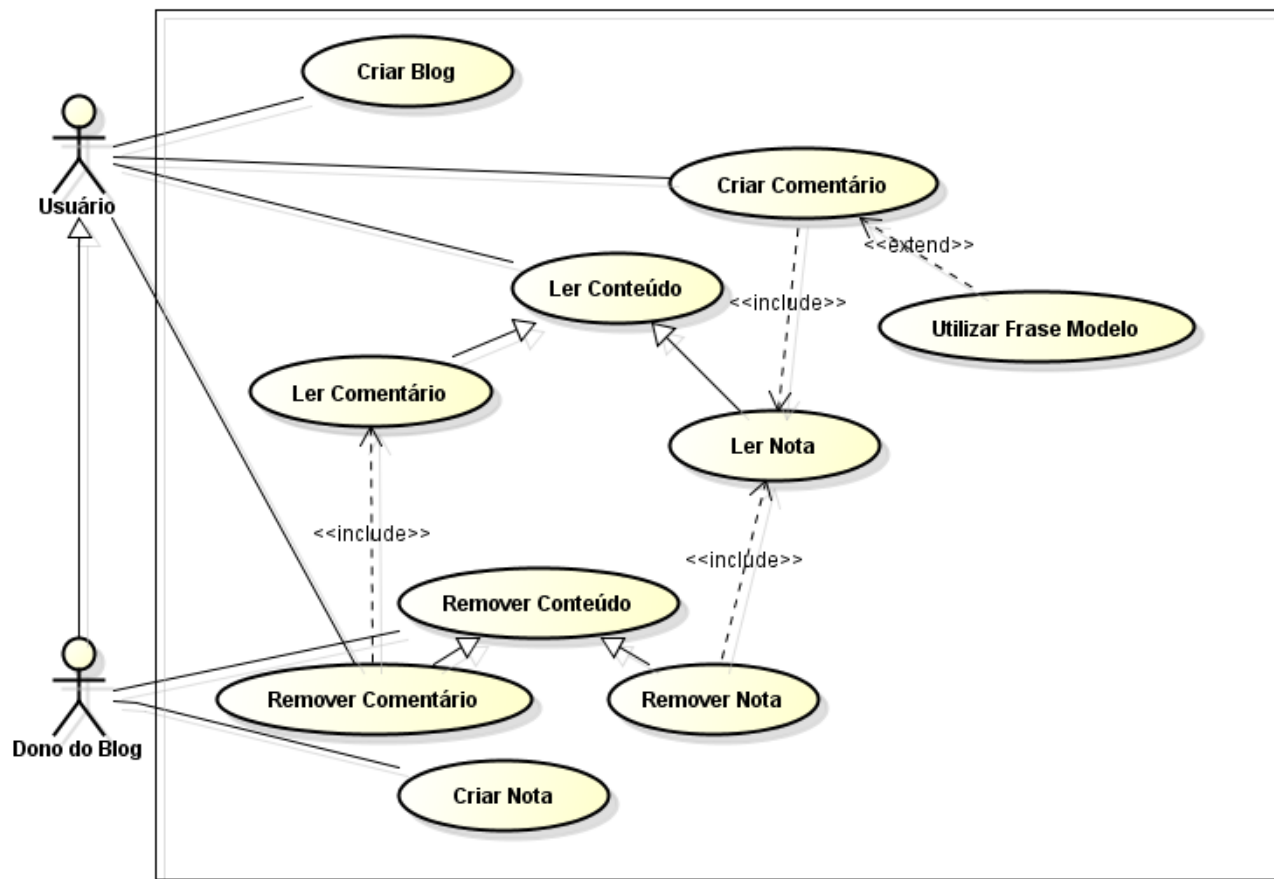 Criar Blog
Criar Comentário
Usuário
<<extend>>
Ler Conteúdo
<<include>>
Utilizar Frase Modelo
Ler Comentário
Ler Nota
<<include>>
<<include>>
Remover Conteúdo
Remover Comentário
Remover Nota
Dono do Blog
Criar Nota